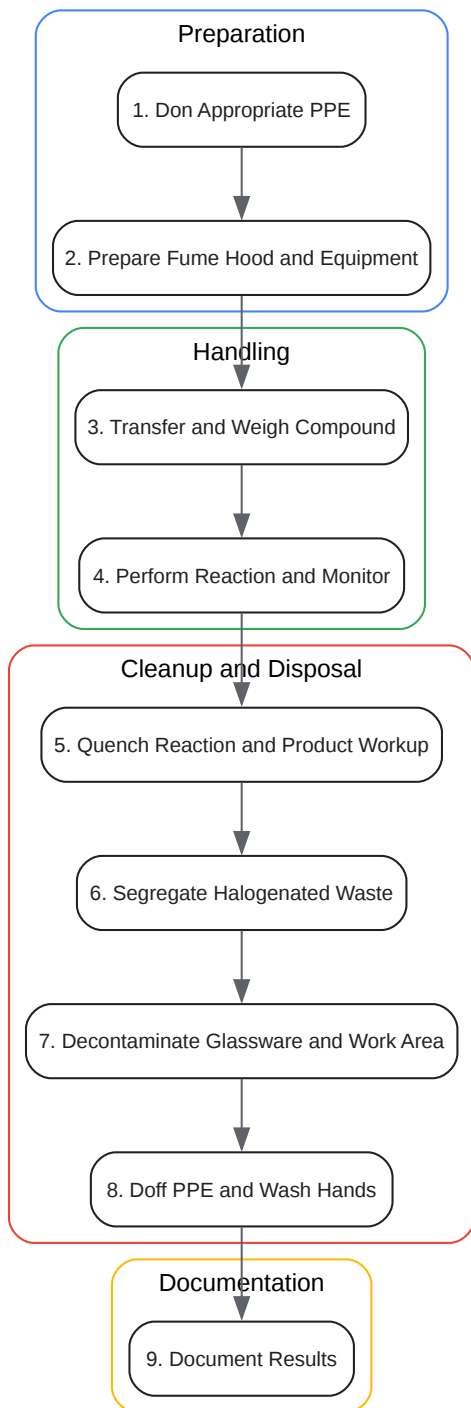 Preparation
1. Don Appropriate PPE
2. Prepare Fume Hood and Equipment
Handling
3. Transfer and Weigh Compound
4. Perform Reaction and Monitor
Cleanup and Disposal
5. Quench Reaction and Product Workup
6. Segregate Halogenated Waste
7. Decontaminate Glassware and Work Area
8. Doff PPE and Wash Hands
Documentation
9. Document Results